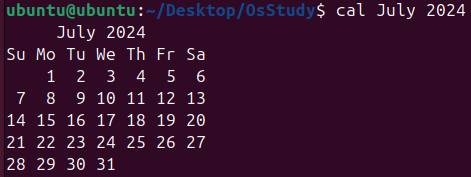 ubuntu@ubuntu:~/Desktop/OsStudy$ cal July 2024
     July 2024
Su Mo Tu We Th Fr Sa
    1  2  3  4  5  6
 7  8  9 10 11 12 13
14 15 16 17 18 19 20
21 22 23 24 25 26 27
28 29 30 31